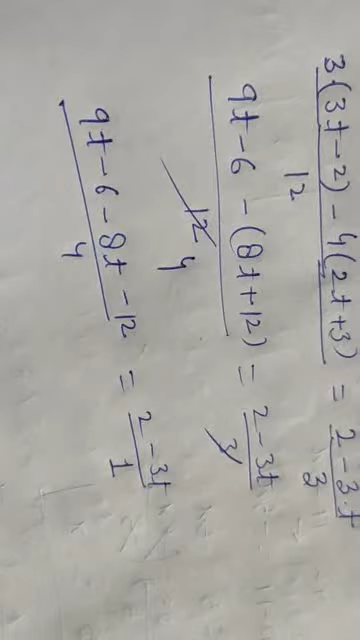 3(3t-2) - 4(2t+3) / 12 = 2-3t / 3
9t-6 - (8t+12) / 12 4 = 2-3t / 3
9t-6-8t-12 / 4 = 2-3t / 1